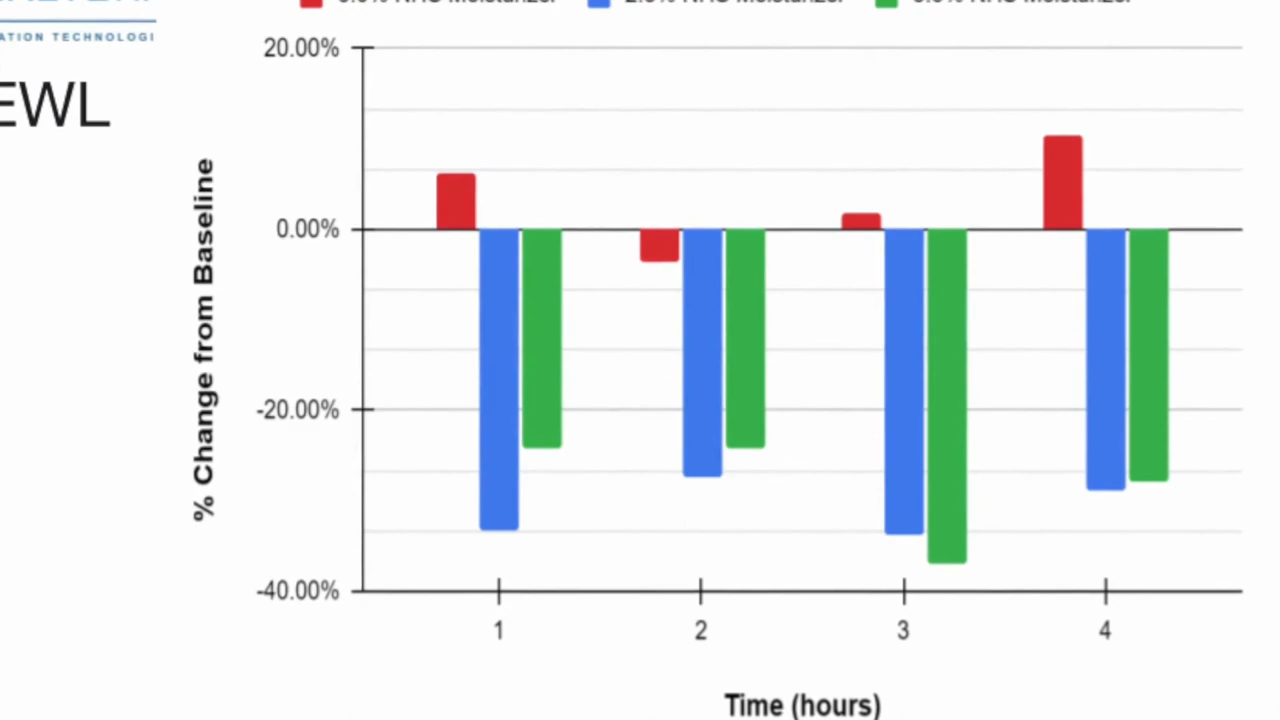 ATION TECHNOLOGI
EWL
20.00%
0.00%
-20.00%
-40.00%
% Change from Baseline
1
2
3
4
Time (hours)